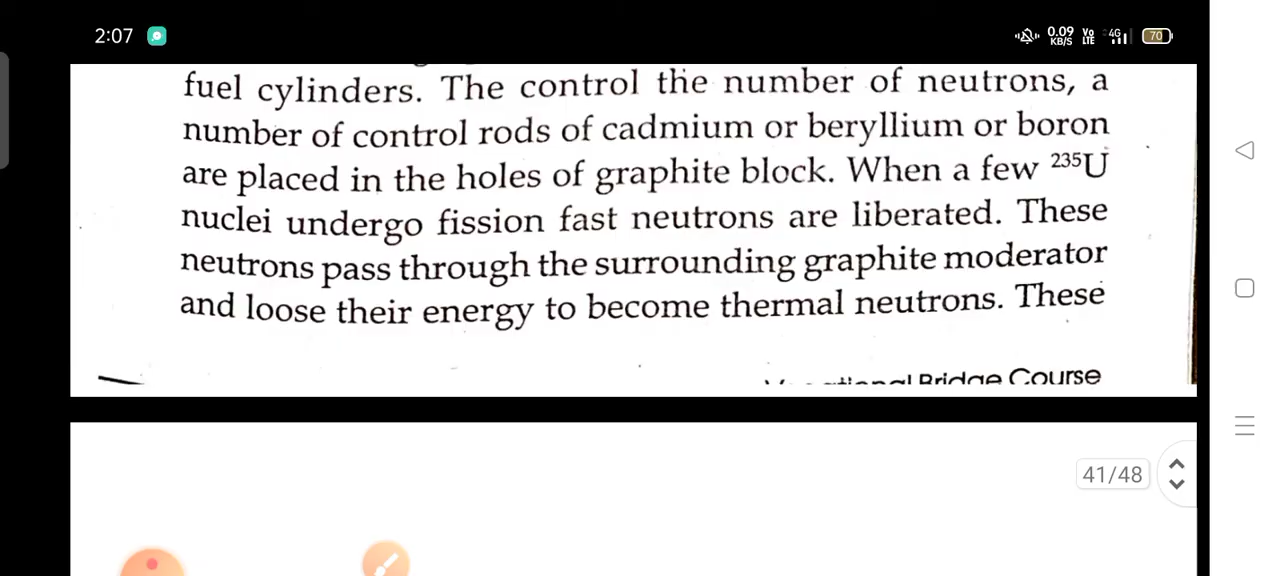 2:07
0.09 KB/S Vo LTE 4G 70
fuel cylinders. The control the number of neutrons, a
number of control rods of cadmium or beryllium or boron
are placed in the holes of graphite block. When a few ²³⁵U
nuclei undergo fission fast neutrons are liberated. These
neutrons pass through the surrounding graphite moderator
and loose their energy to become thermal neutrons. These
Bridge Course
41/48